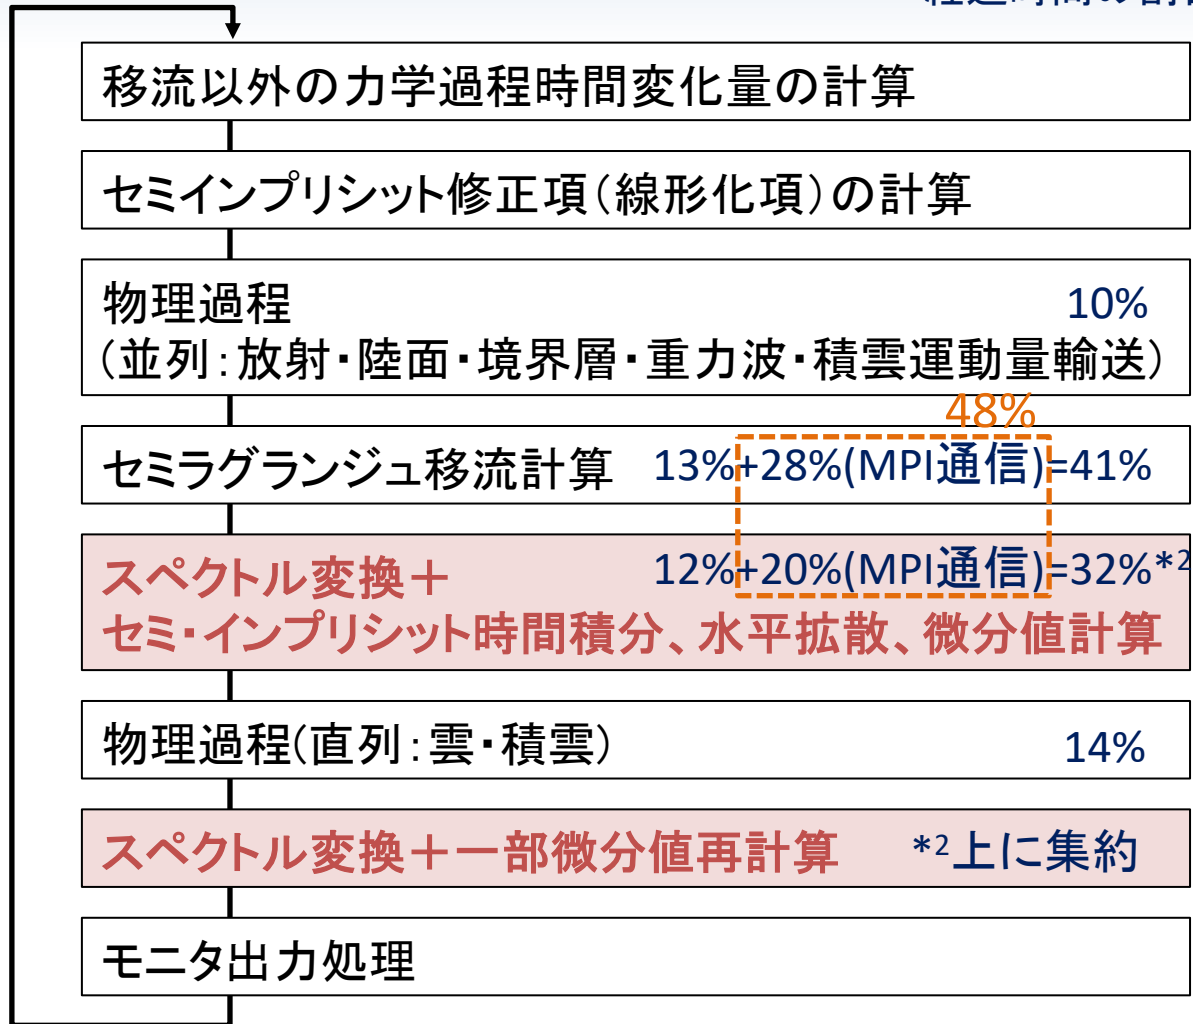 移流以外の力学過程時間変化量の計算
セミインプリシット修正項(線形化項)の計算
物理過程 10%
(並列:放射・陸面・境界層・重力波・積雲運動量輸送)
48%
セミラグランジュ移流計算 13%+28%(MPI通信)=41%
スペクトル変換+ 12%+20%(MPI通信)=32%*2
セミ・インプリシット時間積分、水平拡散、微分値計算
物理過程(直列:雲・積雲) 14%
スペクトル変換+一部微分値再計算 *2上に集約
モニタ出力処理